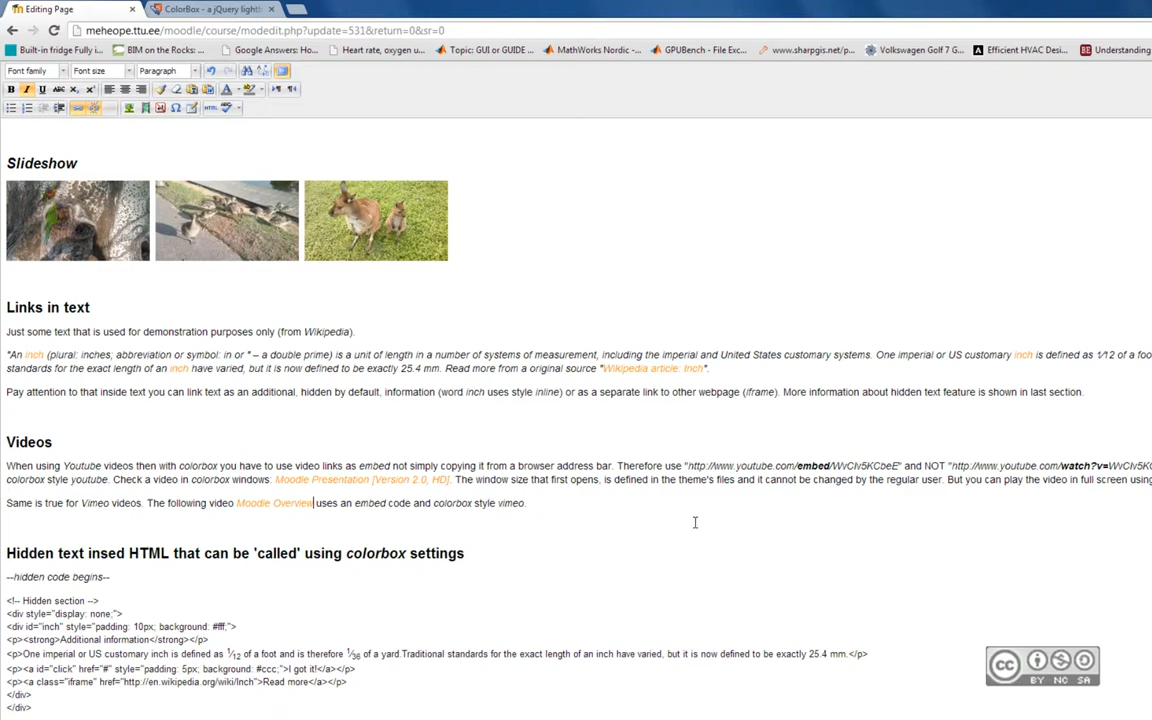 Editing Page
ColorBox - a jQuery lightb
meheope.ttu.ee/moodle/course/modedit.php?update=531&return=0&sr=0
Built-in fridge Fully i... BIM on the Rocks: ... Google Answers: Ho... Heart rate, oxygen u... Topic: GUI or GUIDE ... MathWorks Nordic -... GPUBench - File Exc... www.sharpgis.net/p... Volkswagen Golf 7 G... Efficient HVAC Desi... Understanding
Font family Font size Paragraph
B I U ABC
HTML
Slideshow
Links in text
Just some text that is used for demonstration purposes only (from Wikipedia).
"An inch (plural: inches; abbreviation or symbol: in or ″ – a double prime) is a unit of length in a number of systems of measurement, including the imperial and United States customary systems. One imperial or US customary inch is defined as 1⁄12 of a foo
standards for the exact length of an inch have varied, but it is now defined to be exactly 25.4 mm. Read more from a original source "Wikipedia article: Inch".
Pay attention to that inside text you can link text as an additional, hidden by default, information (word inch uses style inline) or as a separate link to other webpage (iframe). More information about hidden text feature is shown in last section.
Videos
When using Youtube videos then with colorbox you have to use video links as embed not simply copying it from a browser address bar. Therefore use "http://www.youtube.com/embed/WvCIv5KCbeE" and NOT "http://www.youtube.com/watch?v=WvCIv5KC
colorbox style youtube. Check a video in colorbox windows: Moodle Presentation [Version 2.0, HD]. The window size that first opens, is defined in the theme's files and it cannot be changed by the regular user. But you can play the video in full screen using
Same is true for Vimeo videos. The following video Moodle Overview uses an embed code and colorbox style vimeo.
Hidden text insed HTML that can be 'called' using colorbox settings
--hidden code begins--
<!-- Hidden section -->
<div style="display: none;">
<div id="inch" style="padding: 10px; background: #fff;">
<p><strong>Additional information</strong></p>
<p>One imperial or US customary inch is defined as 1⁄12 of a foot and is therefore 1⁄36 of a yard.Traditional standards for the exact length of an inch have varied, but it is now defined to be exactly 25.4 mm.</p>
<p><a id="click" href="#" style="padding: 5px; background: #ccc;">I got it!</a></p>
<p><a class="iframe" href="http://en.wikipedia.org/wiki/Inch">Read more</a></p>
</div>
</div>
cc
BY NC SA